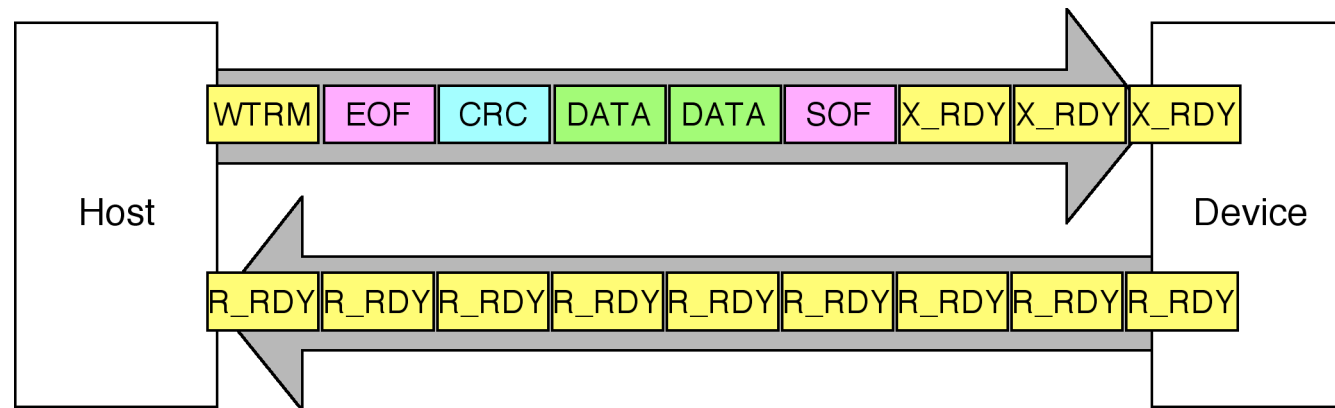 WTRM EOF CRC DATA DATA SOF X_RDY X_RDY X_RDY
Host Device
R_RDY R_RDY R_RDY R_RDY R_RDY R_RDY R_RDY R_RDY R_RDY